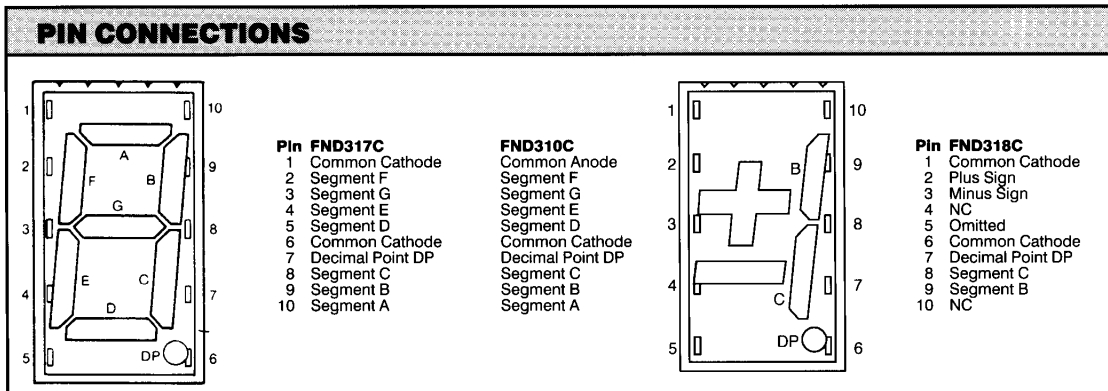 PIN CONNECTIONS
1
2
3
4
5
10
9
8
7
6
A
F
B
G
E
C
D
DP
Pin FND317C FND310C
1 Common Cathode Common Anode
2 Segment F Segment F
3 Segment G Segment G
4 Segment E Segment E
5 Segment D Segment D
6 Common Cathode Common Cathode
7 Decimal Point DP Decimal Point DP
8 Segment C Segment C
9 Segment B Segment B
10 Segment A Segment A
1
2
3
4
5
10
9
8
7
6
B
C
DP
Pin FND318C
1 Common Cathode
2 Plus Sign
3 Minus Sign
4 NC
5 Omitted
6 Common Cathode
7 Decimal Point DP
8 Segment C
9 Segment B
10 NC